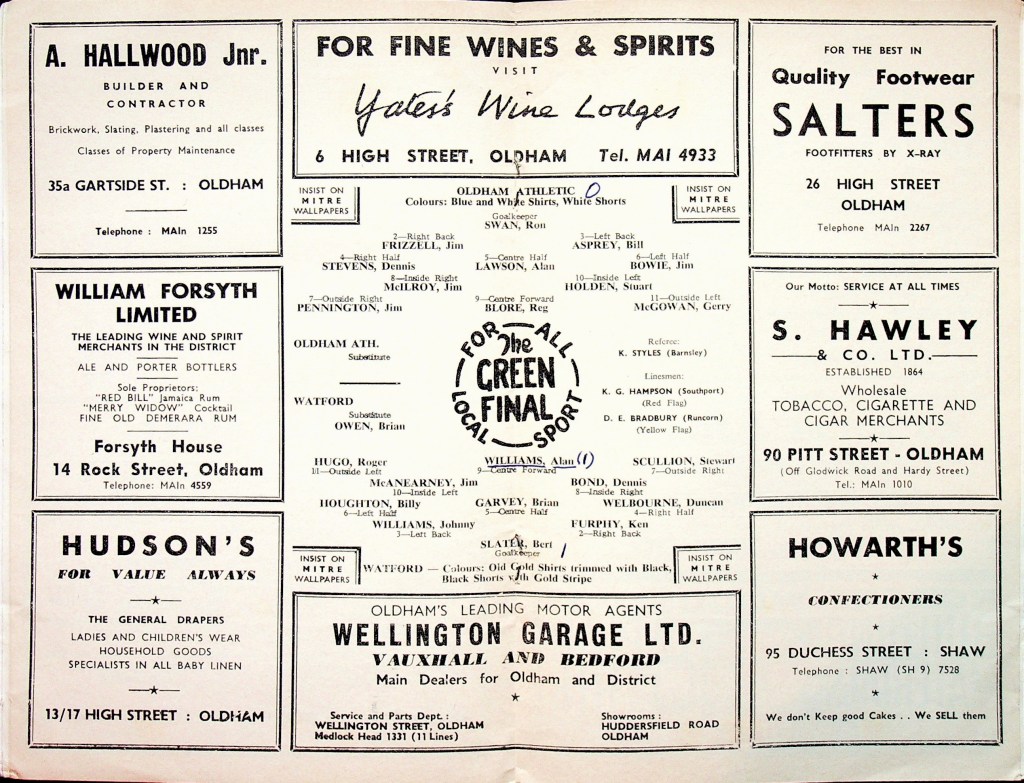 A. HALLWOOD Jnr.
BUILDER AND
CONTRACTOR
Brickwork, Slating, Plastering and all classes
Classes of Property Maintenance
35a GARTSIDE ST. : OLDHAM
Telephone : MAIn 1255
WILLIAM FORSYTH
LIMITED
THE LEADING WINE AND SPIRIT
MERCHANTS IN THE DISTRICT
ALE AND PORTER BOTTLERS
Sole Proprietors:
"RED BILL" Jamaica Rum
"MERRY WIDOW" Cocktail
FINE OLD DEMERARA RUM
Forsyth House
14 Rock Street, Oldham
Telephone: MAIn 4559
HUDSON'S
FOR VALUE ALWAYS
THE GENERAL DRAPERS
LADIES AND CHILDREN'S WEAR
HOUSEHOLD GOODS
SPECIALISTS IN ALL BABY LINEN
13/17 HIGH STREET : OLDHAM
FOR FINE WINES & SPIRITS
VISIT
Yates's Wine Lodges
6 HIGH STREET, OLDHAM Tel. MAI 4933
INSIST ON
MITRE
WALLPAPERS
OLDHAM ATHLETIC 0
Colours: Blue and White Shirts, White Shorts
INSIST ON
MITRE
WALLPAPERS
Goalkeeper
SWAN, Ron
2—Right Back 3—Left Back
FRIZZELL, Jim ASPREY, Bill
4—Right Half 5—Centre Half 6—Left Half
STEVENS, Dennis LAWSON, Alan BOWIE, Jim
8—Inside Right 10—Inside Left
McILROY, Jim HOLDEN, Stuart
7—Outside Right 9—Centre Forward 11—Outside Left
PENNINGTON, Jim BLORE, Reg McGOWAN, Gerry
OLDHAM ATH.
Substitute
WATFORD
Substitute
OWEN, Brian
FOR ALL
The
GREEN
FINAL
LOCAL SPORT
Referee:
K. STYLES (Barnsley)
Linesmen:
K. G. HAMPSON (Southport)
(Red Flag)
D. E. BRADBURY (Runcorn)
(Yellow Flag)
HUGO, Roger WILLIAMS, Alan (1) SCULLION, Stewart
11—Outside Left 9—Centre Forward 7—Outside Right
McANEARNEY, Jim BOND, Dennis
10—Inside Left 8—Inside Right
HOUGHTON, Billy GARVEY, Brian WELBOURNE, Duncan
6—Left Half 5—Centre Half 4—Right Half
WILLIAMS, Johnny FURPHY, Ken
3—Left Back 2—Right Back
SLATER, Bert
Goalkeeper 1
INSIST ON
MITRE
WALLPAPERS
WATFORD — Colours: Old Gold Shirts trimmed with Black,
Black Shorts with Gold Stripe
INSIST ON
MITRE
WALLPAPERS
OLDHAM'S LEADING MOTOR AGENTS
WELLINGTON GARAGE LTD.
VAUXHALL AND BEDFORD
Main Dealers for Oldham and District
Service and Parts Dept :
WELLINGTON STREET, OLDHAM
Medlock Head 1331 (11 Lines)
Showrooms :
HUDDERSFIELD ROAD
OLDHAM
FOR THE BEST IN
Quality Footwear
SALTERS
FOOTFITTERS BY X-RAY
26 HIGH STREET
OLDHAM
Telephone MAIn 2267
Our Motto: SERVICE AT ALL TIMES
S. HAWLEY
& CO. LTD.
ESTABLISHED 1864
Wholesale
TOBACCO, CIGARETTE AND
CIGAR MERCHANTS
90 PITT STREET - OLDHAM
(Off Glodwick Road and Hardy Street)
Tel.: MAIn 1010
HOWARTH'S
CONFECTIONERS
95 DUCHESS STREET : SHAW
Telephone : SHAW (SH 9) 7528
We don't Keep good Cakes . . We SELL them